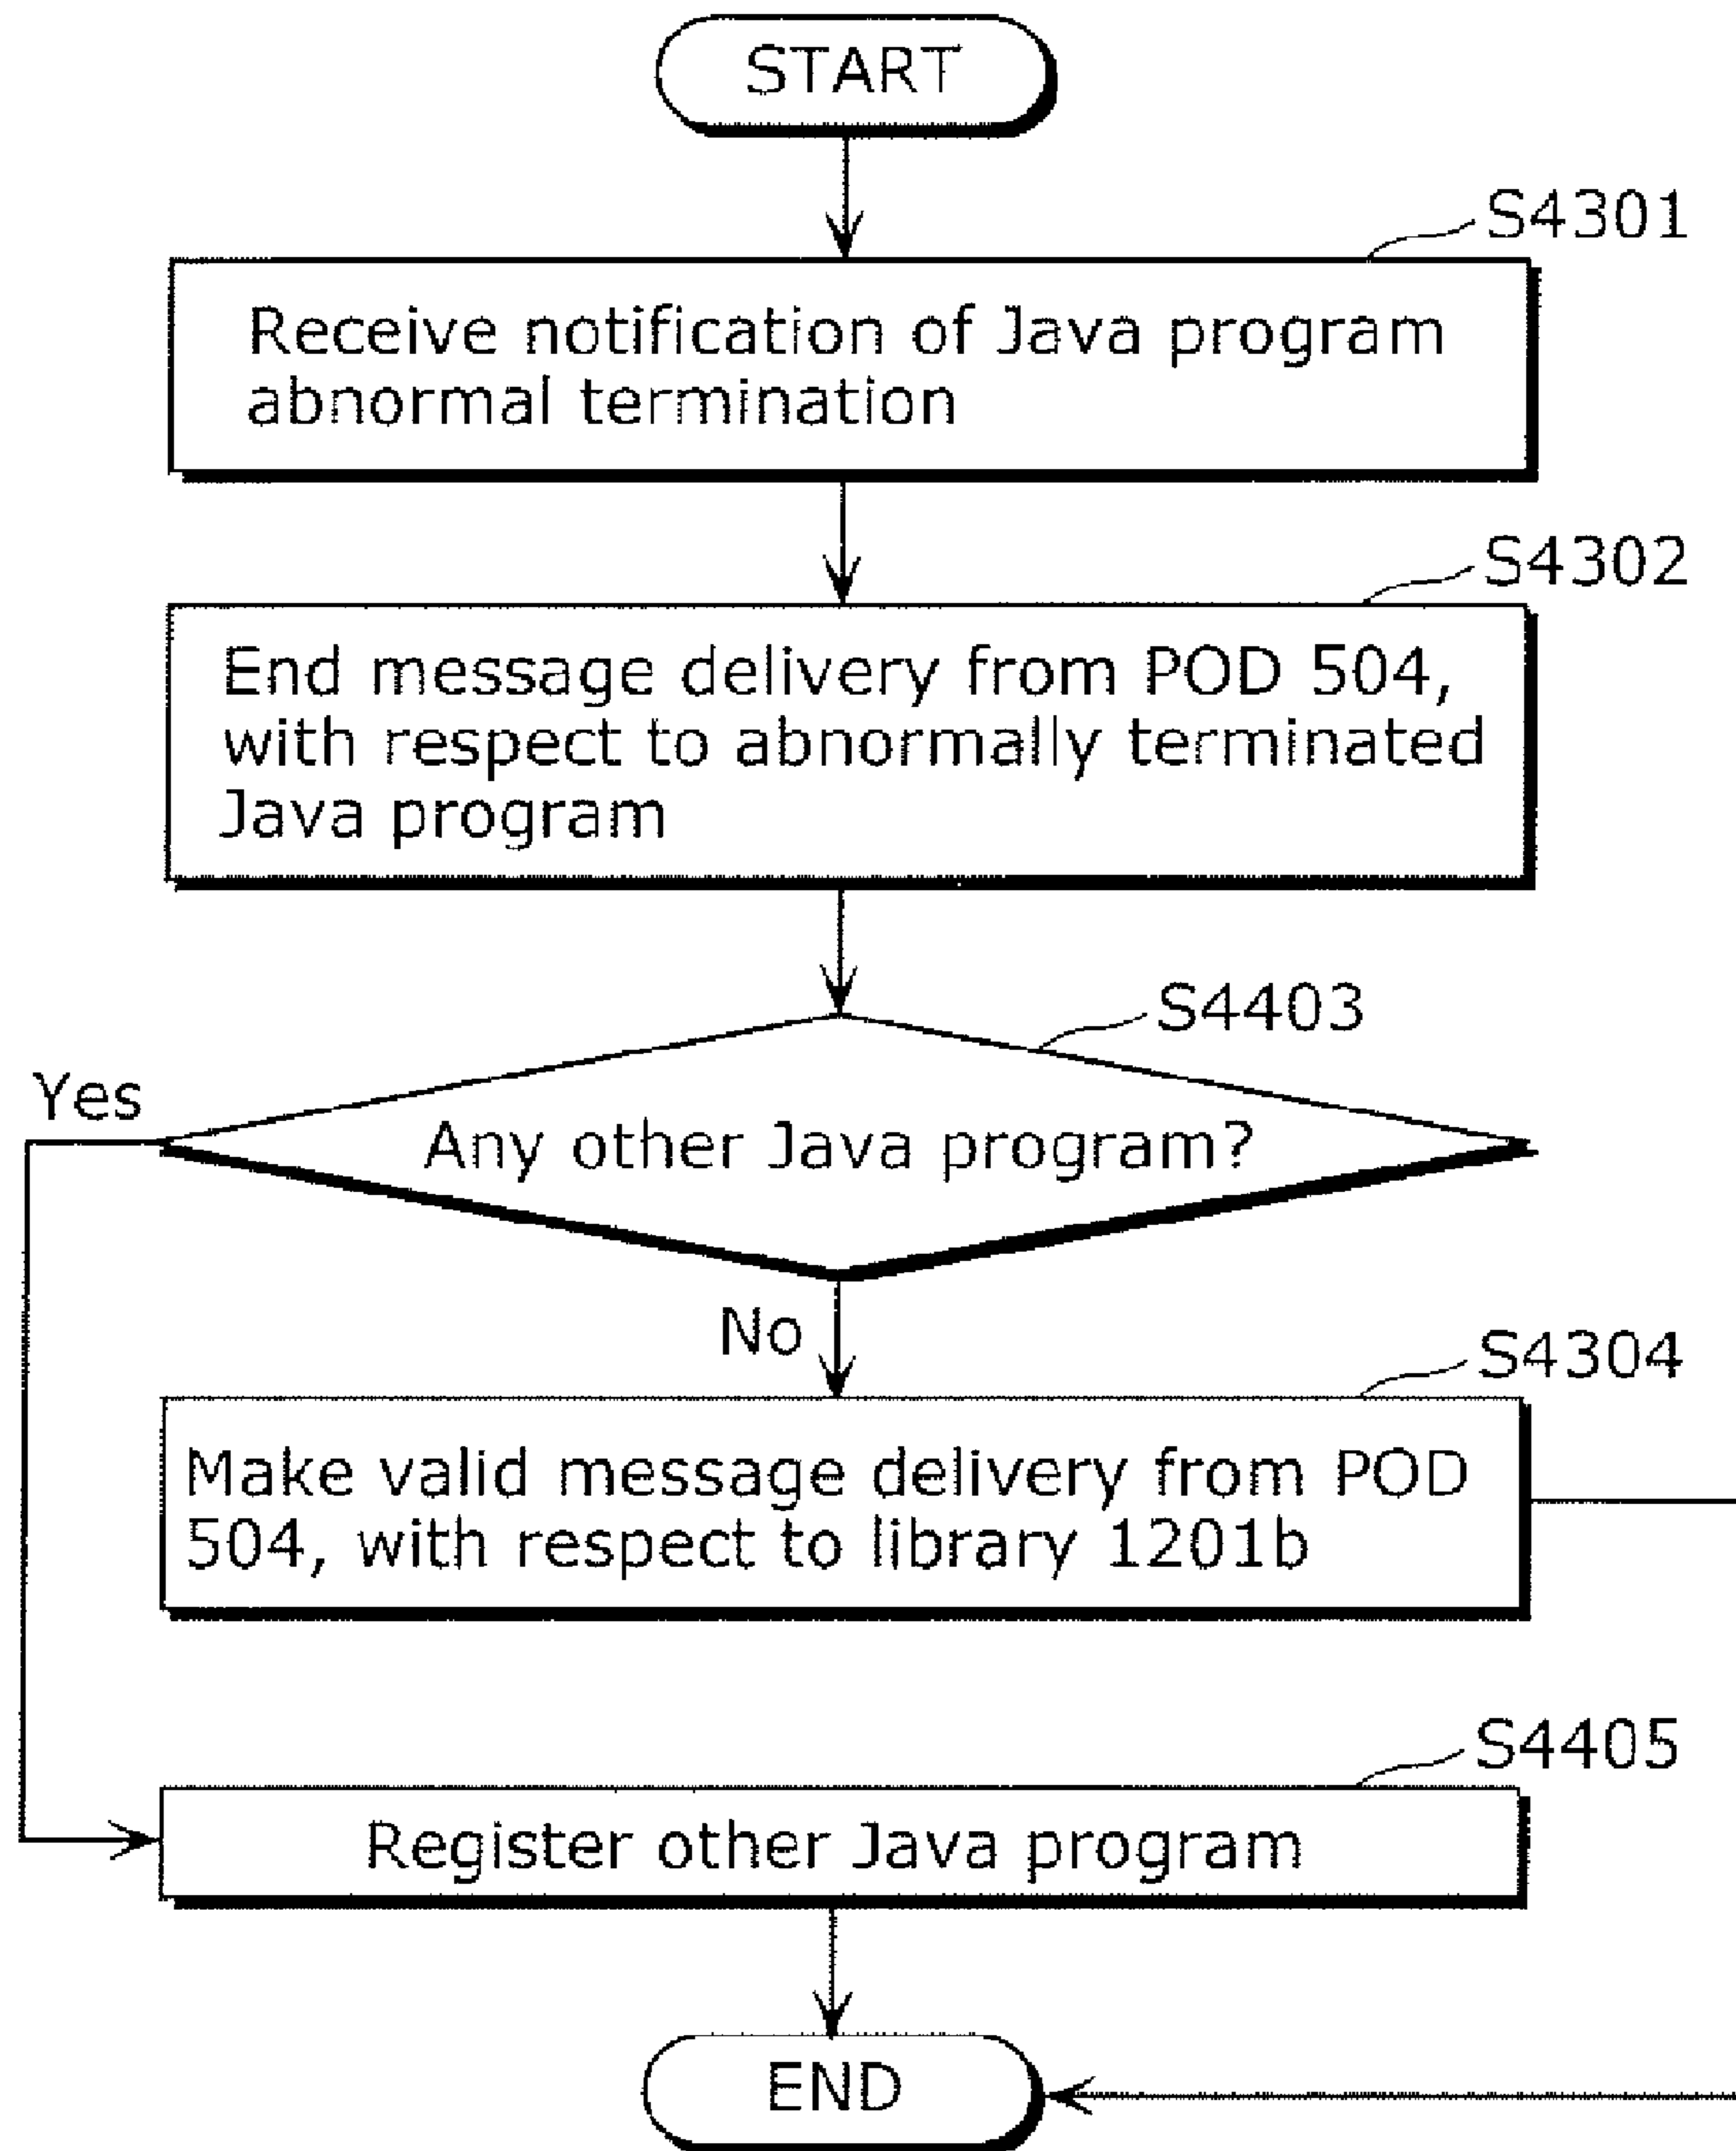 START
S4301
Receive notification of Java program
abnormal termination
S4302
End message delivery from POD 504,
with respect to abnormally terminated
Java program
S4403
Yes
Any other Java program?
No
S4304
Make valid message delivery from POD
504, with respect to library 1201b
S4405
Register other Java program
END